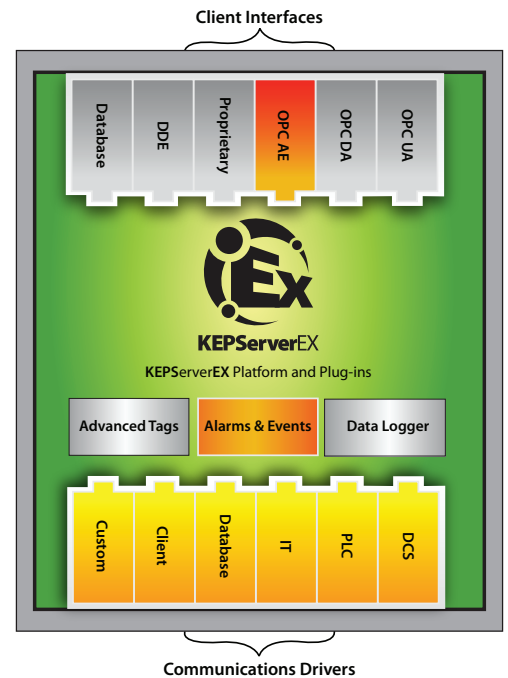 Client Interfaces
Database
DDE
Proprietary
OPC AE
OPC DA
OPC UA
Ex
KEPServerEX
KEPServerEX Platform and Plug-ins
Advanced Tags
Alarms & Events
Data Logger
Custom
Client
Database
IT
PLC
DCS
Communications Drivers